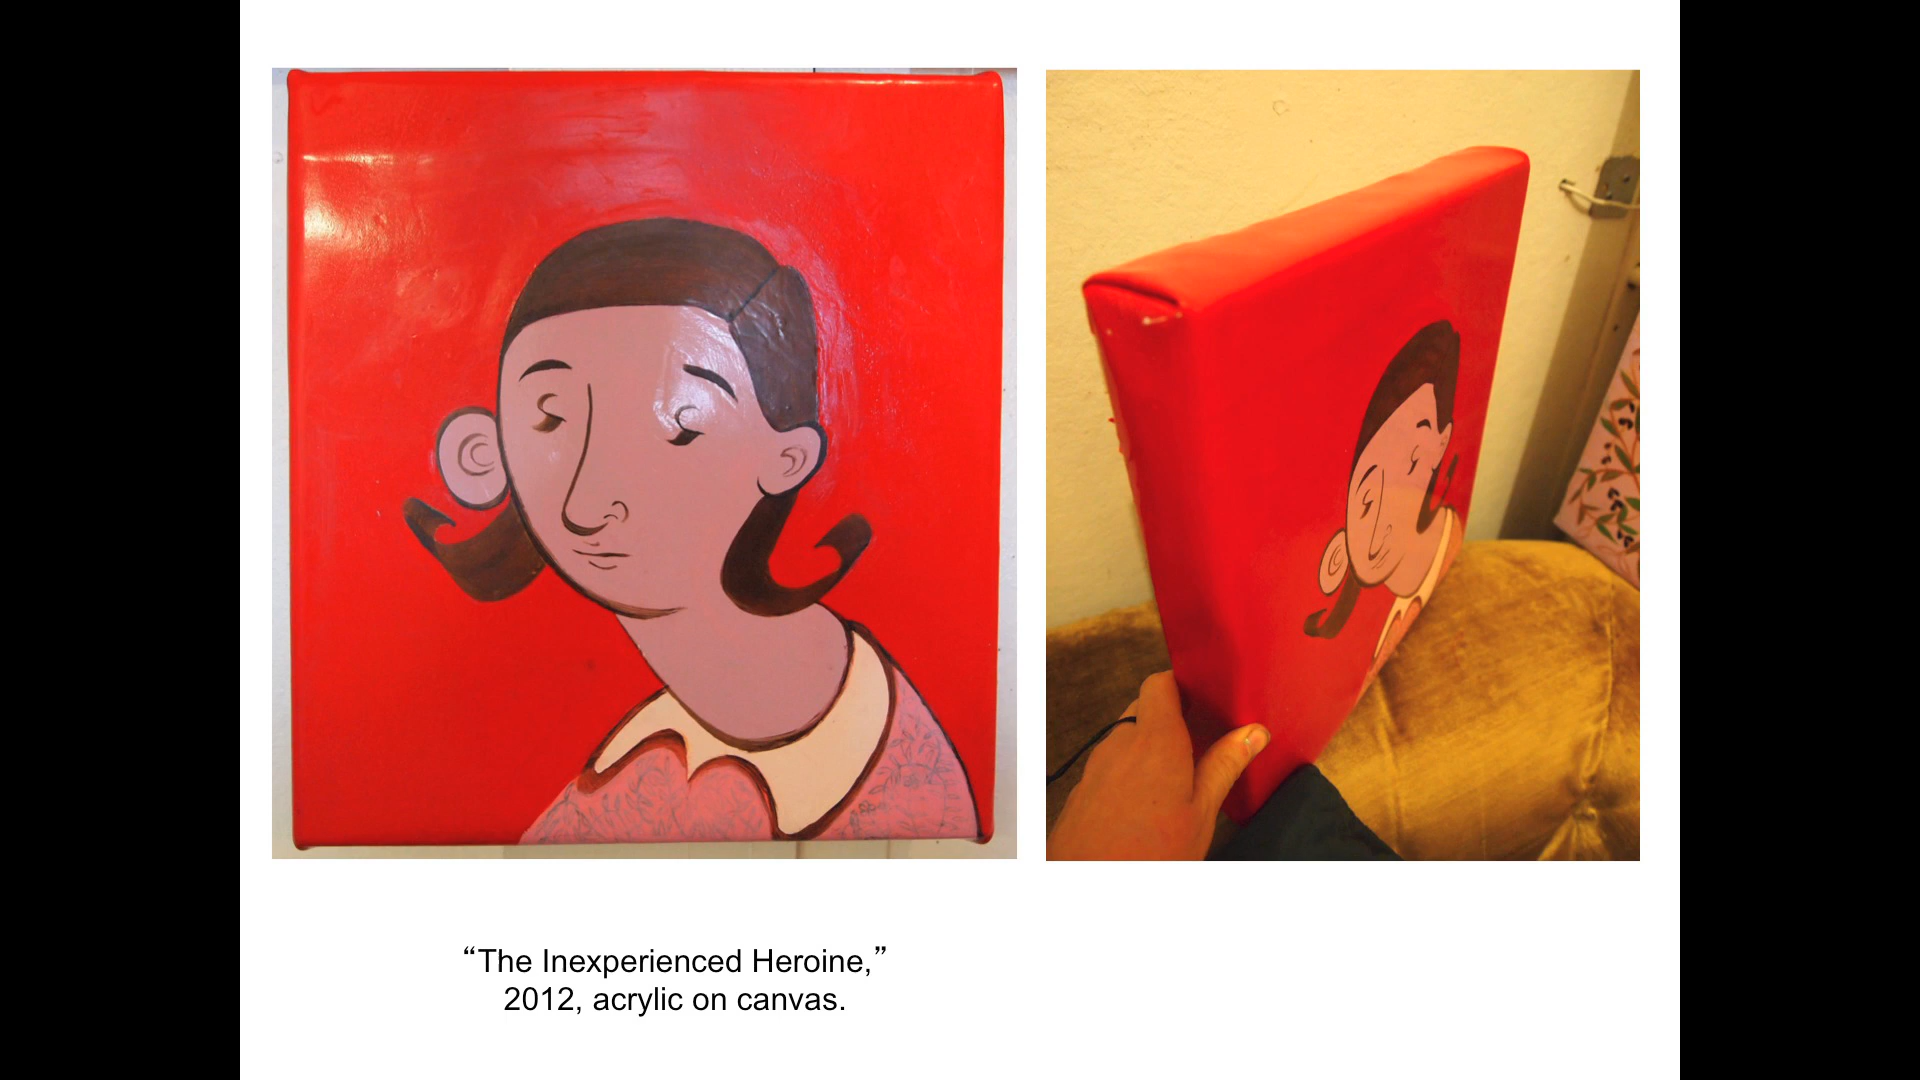 “The Inexperienced Heroine,”
2012, acrylic on canvas.